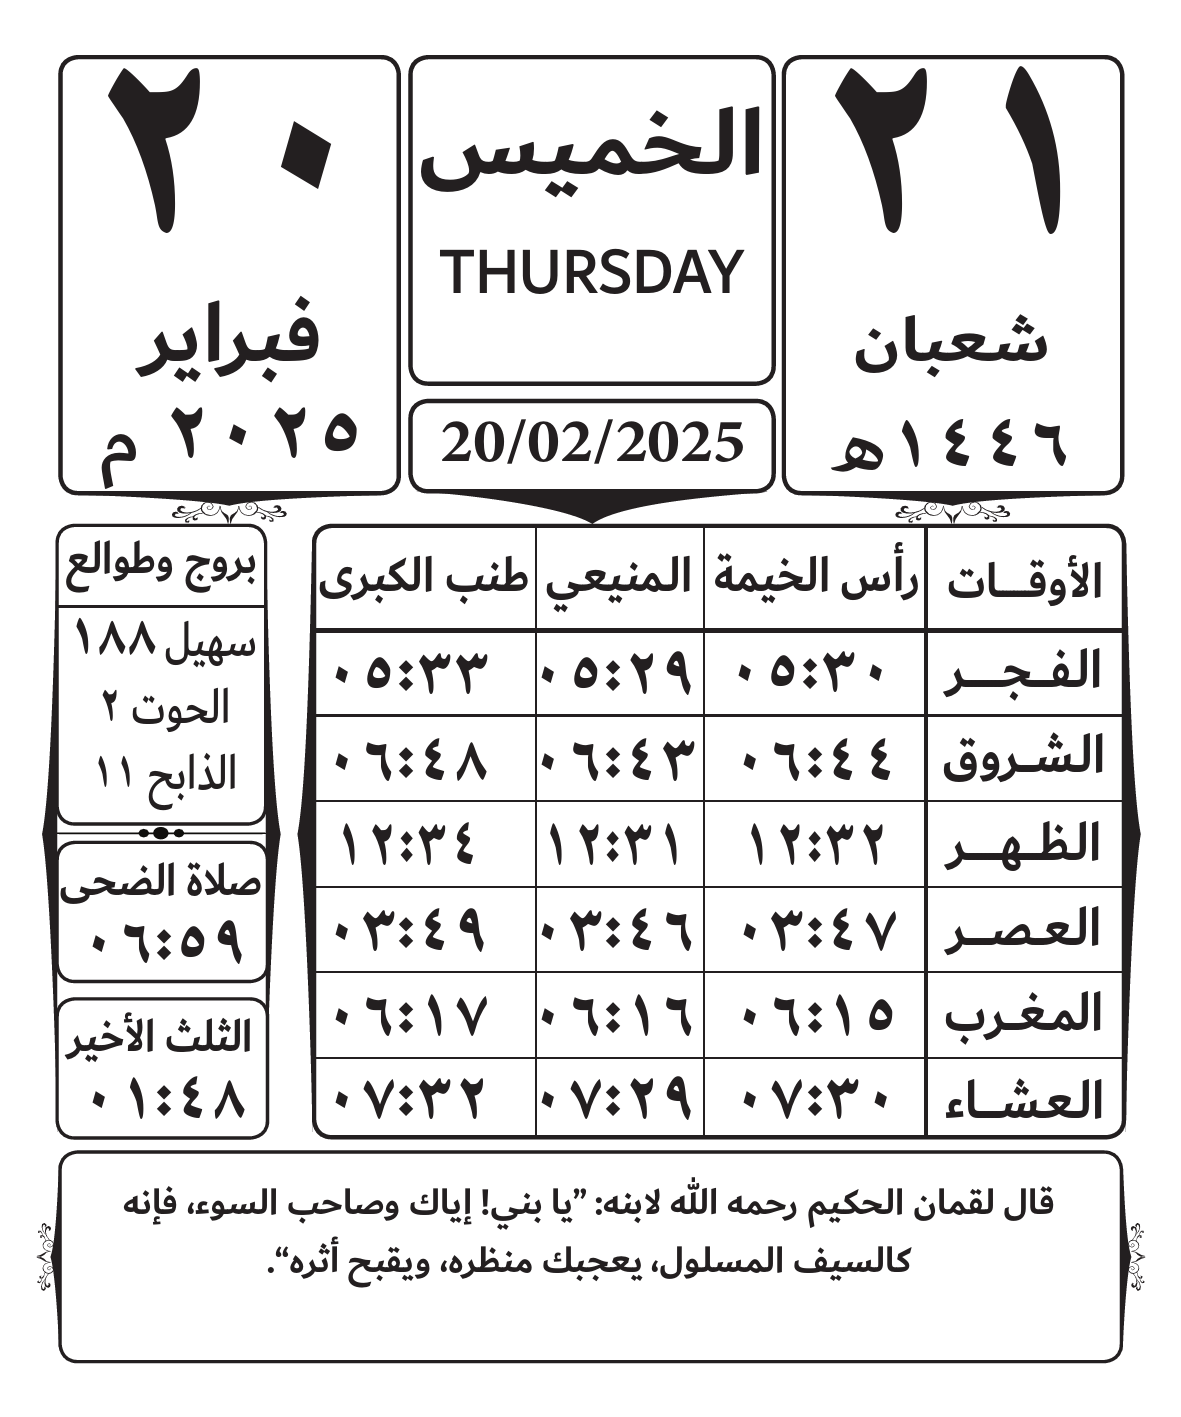 ٢١
شعبان
١٤٤٦هـ
الخميس
THURSDAY
20/02/2025
٢٠
فبراير
٢٠٢٥ م
الأوقـــات رأس الخيمة المنيعي طنب الكبرى
الفـجـــر ٠٥:٣٠ ٠٥:٢٩ ٠٥:٣٣
الشـروق ٠٦:٤٤ ٠٦:٤٣ ٠٦:٤٨
الظـهـــر ١٢:٣٢ ١٢:٣١ ١٢:٣٤
العـصــر ٠٣:٤٧ ٠٣:٤٦ ٠٣:٤٩
المغـرب ٠٦:١٥ ٠٦:١٦ ٠٦:١٧
العشــاء ٠٧:٣٠ ٠٧:٢٩ ٠٧:٣٢
بروج وطوالع
سهيل ١٨٨
الحوت ٢
الذابح ١١
صلاة الضحى
٠٦:٥٩
الثلث الأخير
٠١:٤٨
قال لقمان الحكيم رحمه الله لابنه: ”يا بني! إياك وصاحب السوء، فإنه
كالسيف المسلول، يعجبك منظره، ويقبح أثره“.